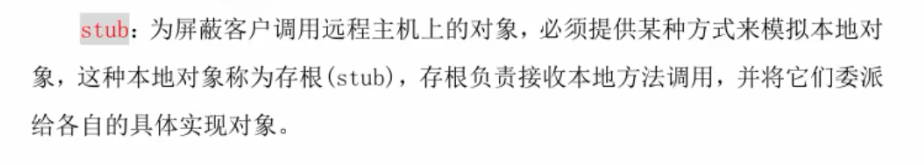 stub：为屏蔽客户调用远程主机上的对象，必须提供某种方式来模拟本地对
象，这种本地对象称为存根(stub)，存根负责接收本地方法调用，并将它们委派
给各自的具体实现对象。